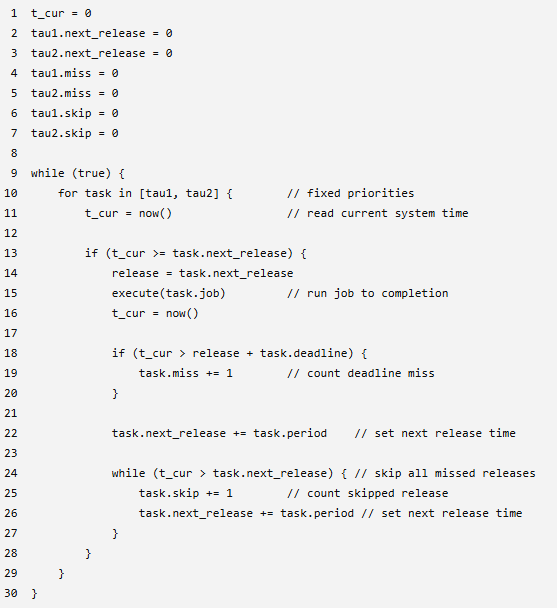 1 t_cur = 0
2 tau1.next_release = 0
3 tau2.next_release = 0
4 tau1.miss = 0
5 tau2.miss = 0
6 tau1.skip = 0
7 tau2.skip = 0
8
9 while (true) {
10     for task in [tau1, tau2] {        // fixed priorities
11         t_cur = now()                 // read current system time
12
13         if (t_cur >= task.next_release) {
14             release = task.next_release
15             execute(task.job)         // run job to completion
16             t_cur = now()
17
18             if (t_cur > release + task.deadline) {
19                 task.miss += 1        // count deadline miss
20             }
21
22             task.next_release += task.period    // set next release time
23
24             while (t_cur > task.next_release) { // skip all missed releases
25                 task.skip += 1        // count skipped release
26                 task.next_release += task.period // set next release time
27             }
28         }
29     }
30 }